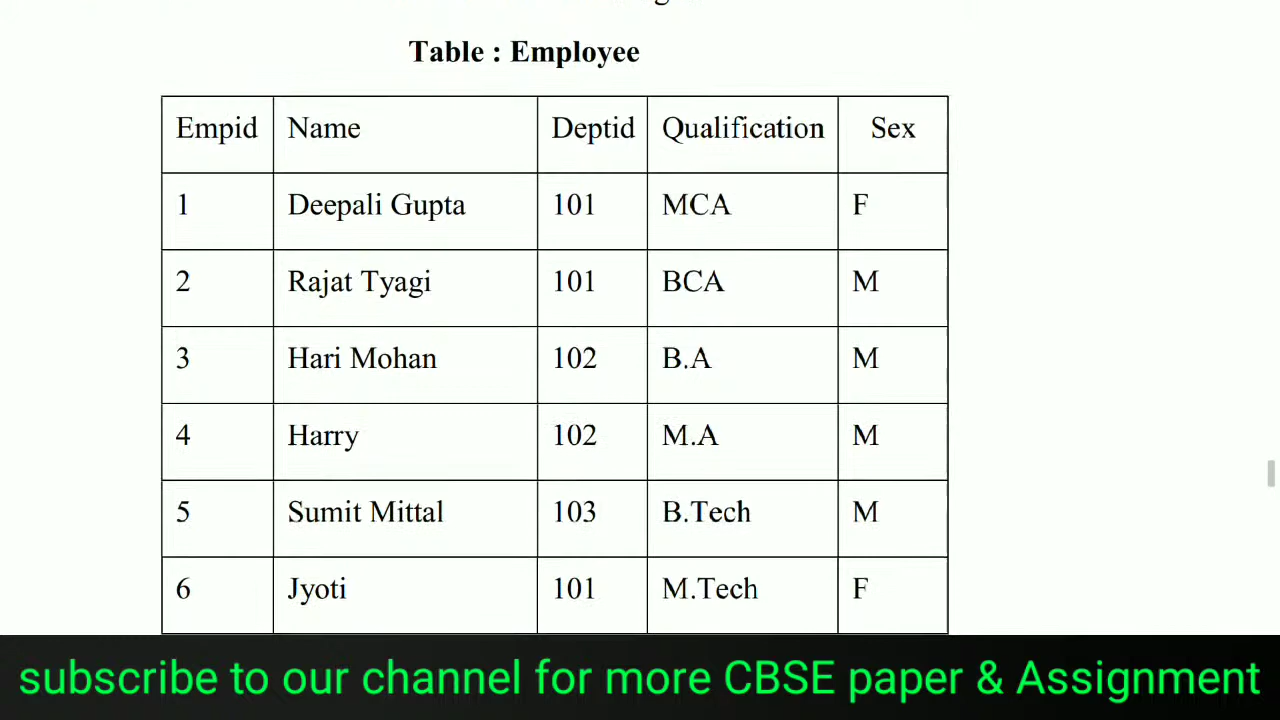 Table : Employee
Empid Name Deptid Qualification Sex
1 Deepali Gupta 101 MCA F
2 Rajat Tyagi 101 BCA M
3 Hari Mohan 102 B.A M
4 Harry 102 M.A M
5 Sumit Mittal 103 B.Tech M
6 Jyoti 101 M.Tech F
subscribe to our channel for more CBSE paper & Assignment